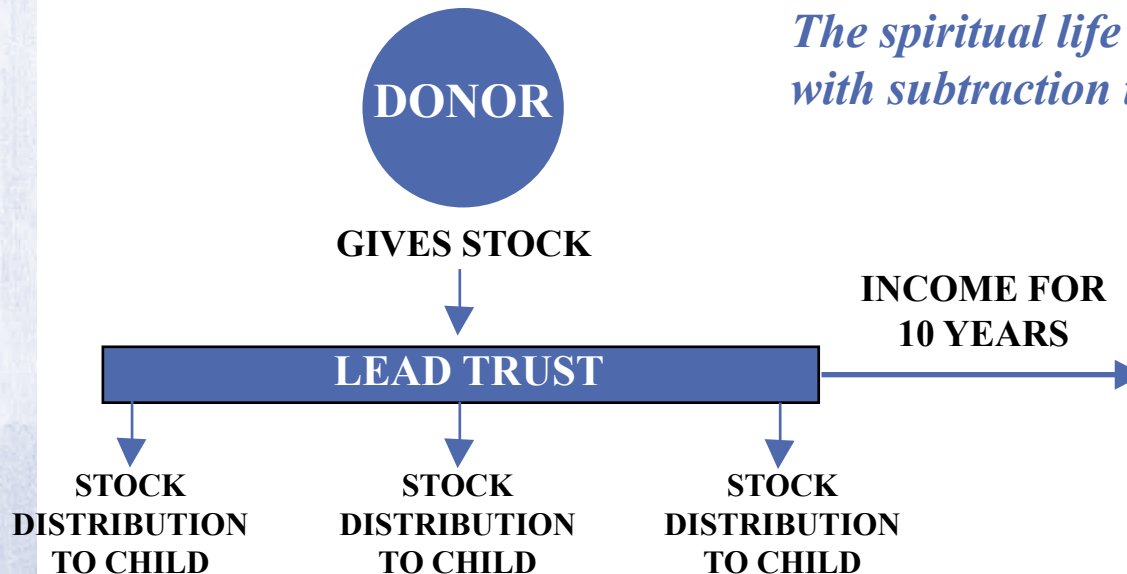 The spiritual life
with subtraction
DONOR
GIVES STOCK
INCOME FOR
10 YEARS
LEAD TRUST
STOCK
DISTRIBUTION
TO CHILD
STOCK
DISTRIBUTION
TO CHILD
STOCK
DISTRIBUTION
TO CHILD